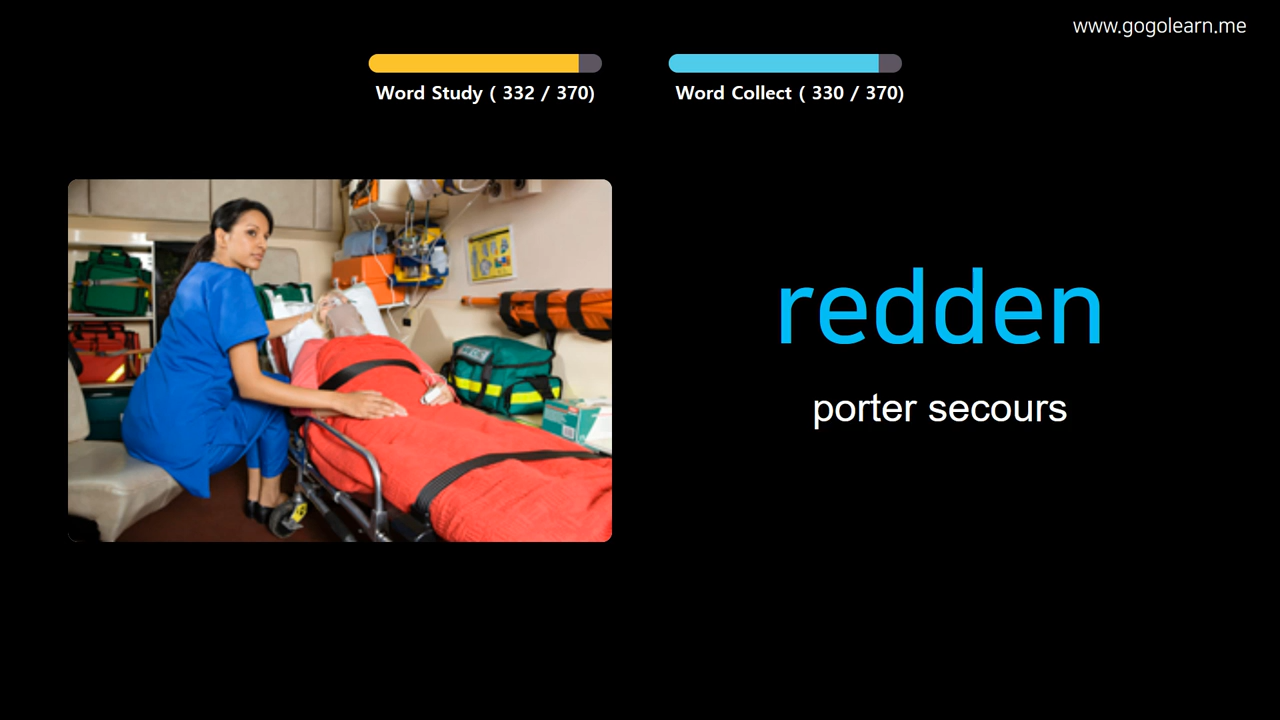 www.gogolearn.me
Word Study ( 332 / 370)
Word Collect ( 330 / 370)
redden
porter secours